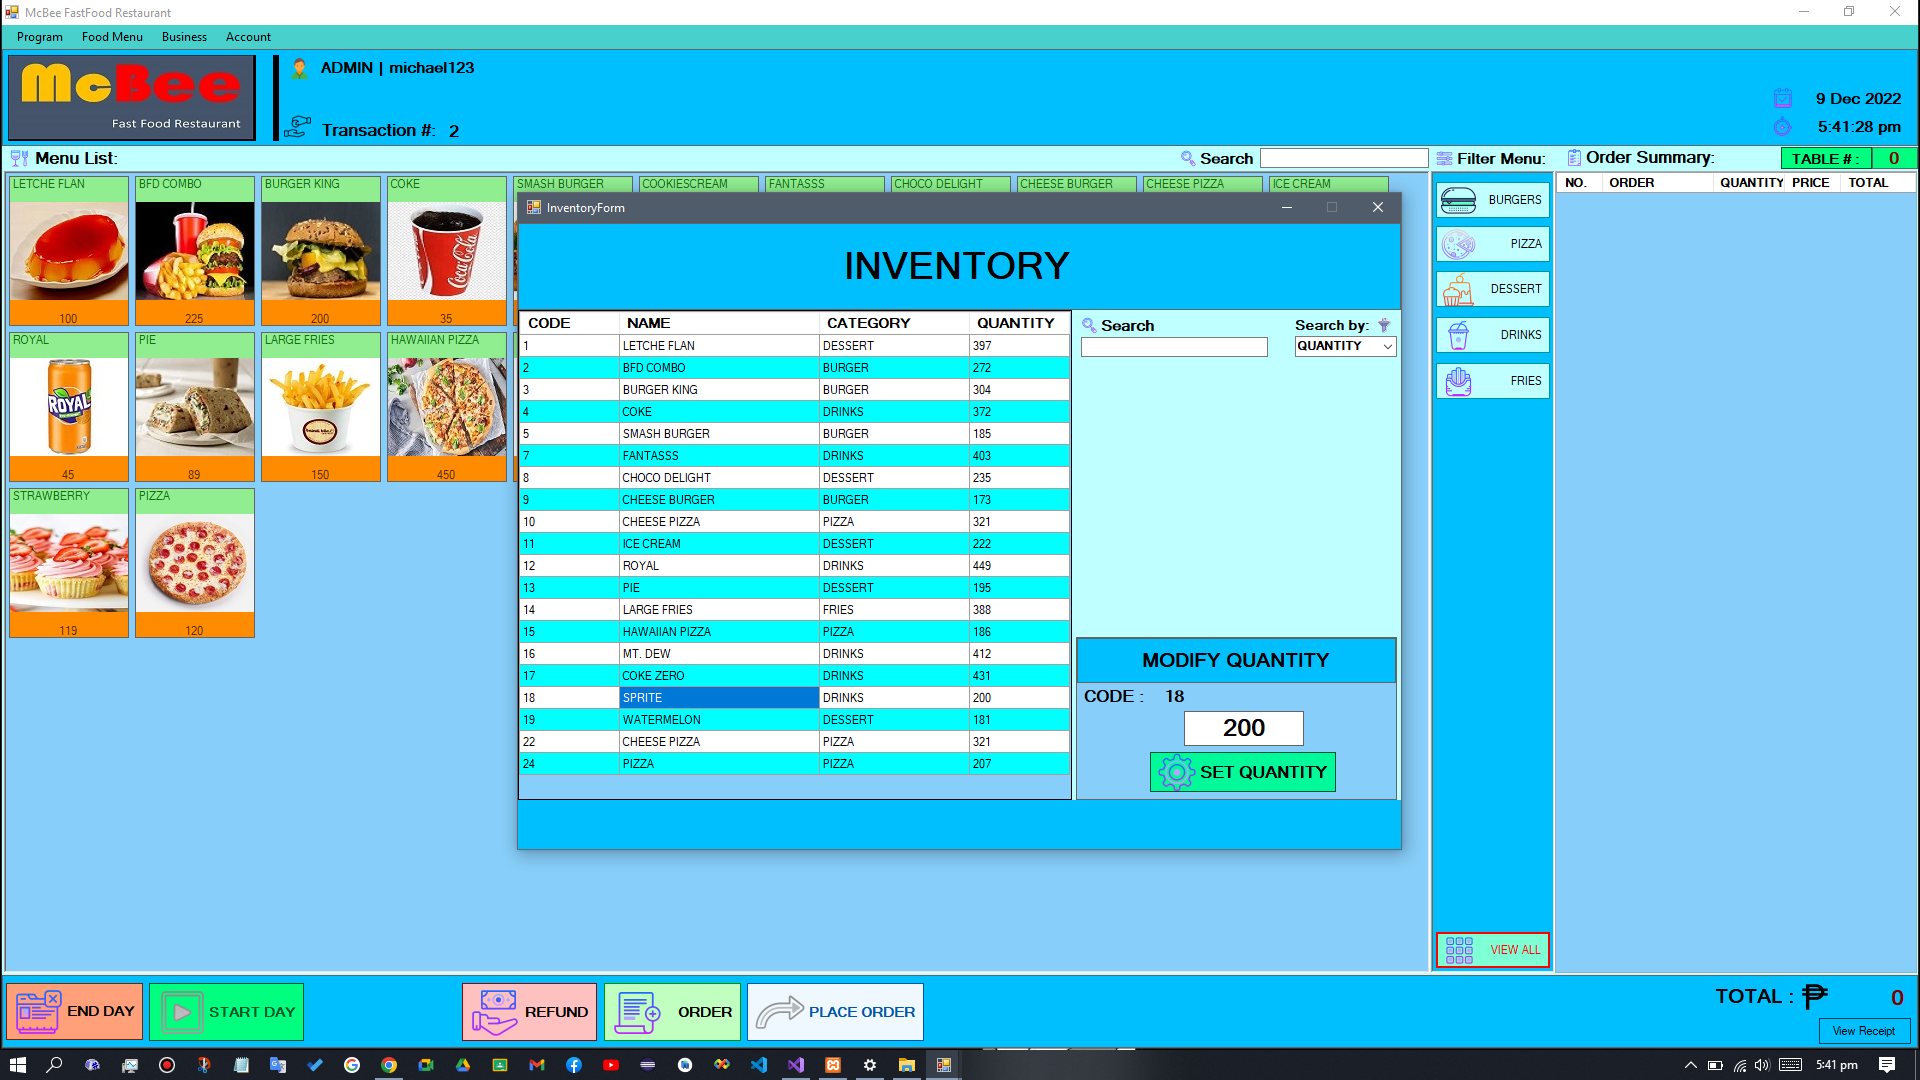 McBee FastFood Restaurant
Program Food Menu Business Account
McBee
Fast Food Restaurant
ADMIN | michael123
Transaction #: 2
9 Dec 2022
5:41:28 pm
Menu List:
Search
Filter Menu:
Order Summary:
TABLE # : 0
LETCHE FLAN BFD COMBO BURGER KING COKE SMASH BURGER COOKIESCREAM FANTASSS CHOCO DELIGHT CHEESE BURGER CHEESE PIZZA ICE CREAM
Coca-Cola
100 225 200 35
ROYAL PIE LARGE FRIES HAWAIIAN PIZZA
ROYAL
45 89 150 450
STRAWBERRY PIZZA
119 120
InventoryForm
INVENTORY
CODE NAME CATEGORY QUANTITY
1 LETCHE FLAN DESSERT 397
2 BFD COMBO BURGER 272
3 BURGER KING BURGER 304
4 COKE DRINKS 372
5 SMASH BURGER BURGER 185
7 FANTASSS DRINKS 403
8 CHOCO DELIGHT DESSERT 235
9 CHEESE BURGER BURGER 173
10 CHEESE PIZZA PIZZA 321
11 ICE CREAM DESSERT 222
12 ROYAL DRINKS 449
13 PIE DESSERT 195
14 LARGE FRIES FRIES 388
15 HAWAIIAN PIZZA PIZZA 186
16 MT. DEW DRINKS 412
17 COKE ZERO DRINKS 431
18 SPRITE DRINKS 200
19 WATERMELON DESSERT 181
22 CHEESE PIZZA PIZZA 321
24 PIZZA PIZZA 207
Search
Search by:
QUANTITY
MODIFY QUANTITY
CODE : 18
200
SET QUANTITY
BURGERS
PIZZA
DESSERT
DRINKS
FRIES
VIEW ALL
NO. ORDER QUANTITY PRICE TOTAL
END DAY
START DAY
REFUND
ORDER
PLACE ORDER
TOTAL : ₱ 0
View Receipt
5:41 pm